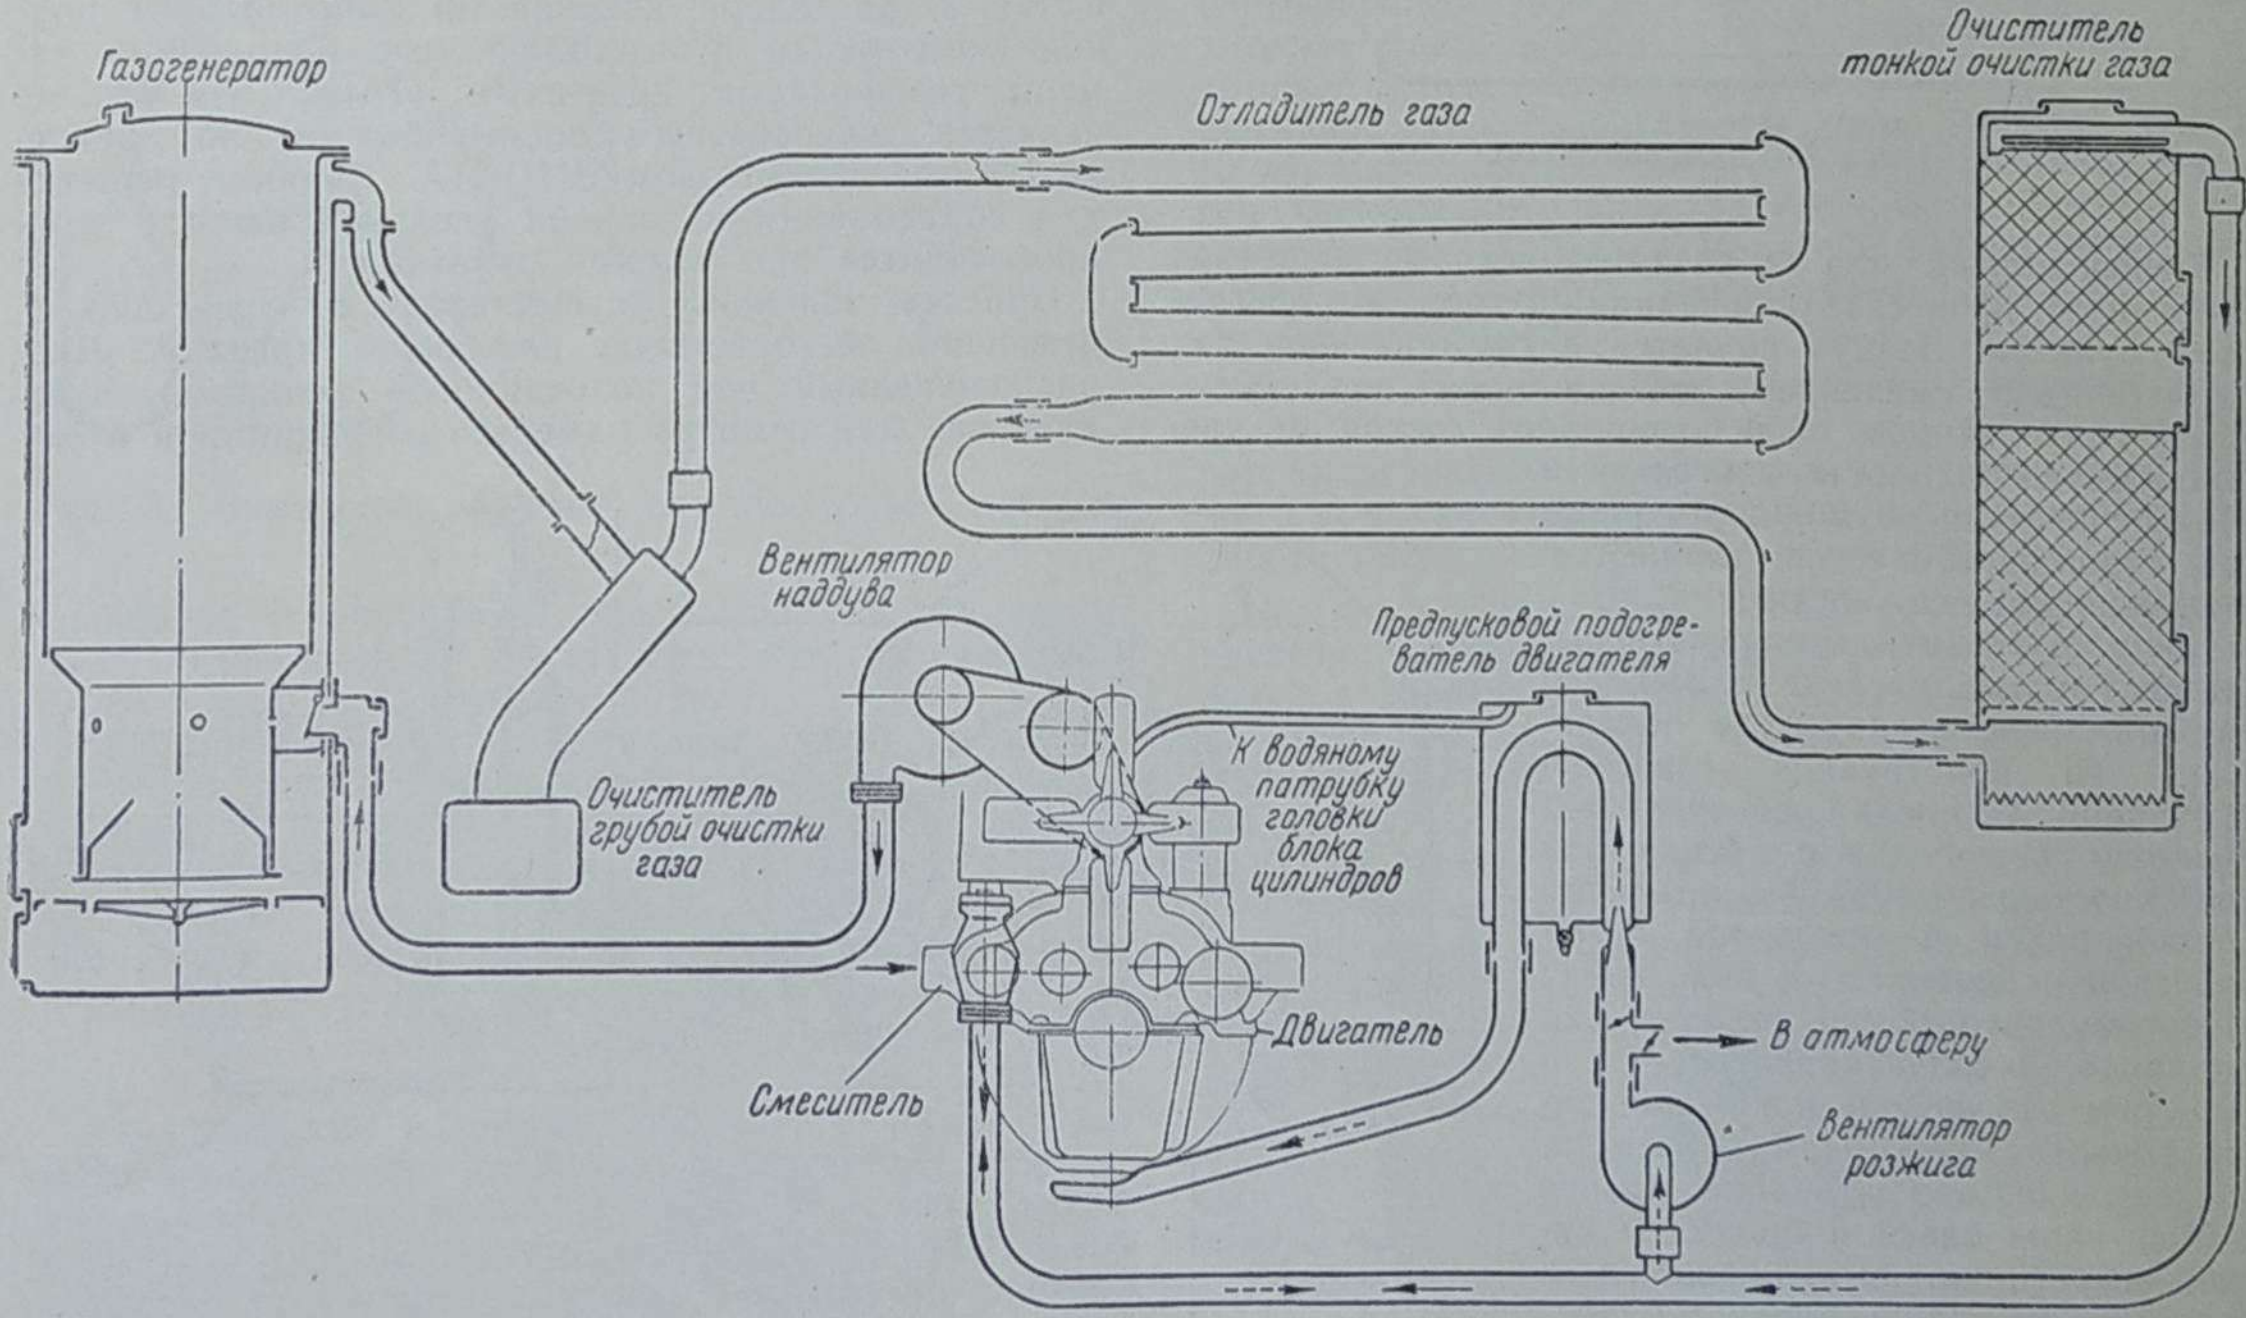 Газогенератор
Очиститель
тонкой очистки газа
Охладитель газа
Вентилятор
наддува
Предпусковой подогре-
ватель двигателя
К водяному
патрубку
головки
блока
цилиндров
Очиститель
грубой очистки
газа
Двигатель
В атмосферу
Смеситель
Вентилятор
розжига